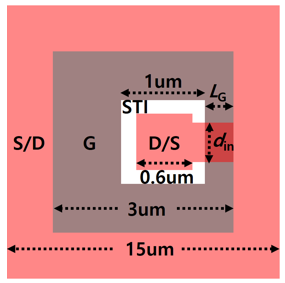 1um
L_G
STI
S/D
G
D/S
d_in
0.6um
3um
15um